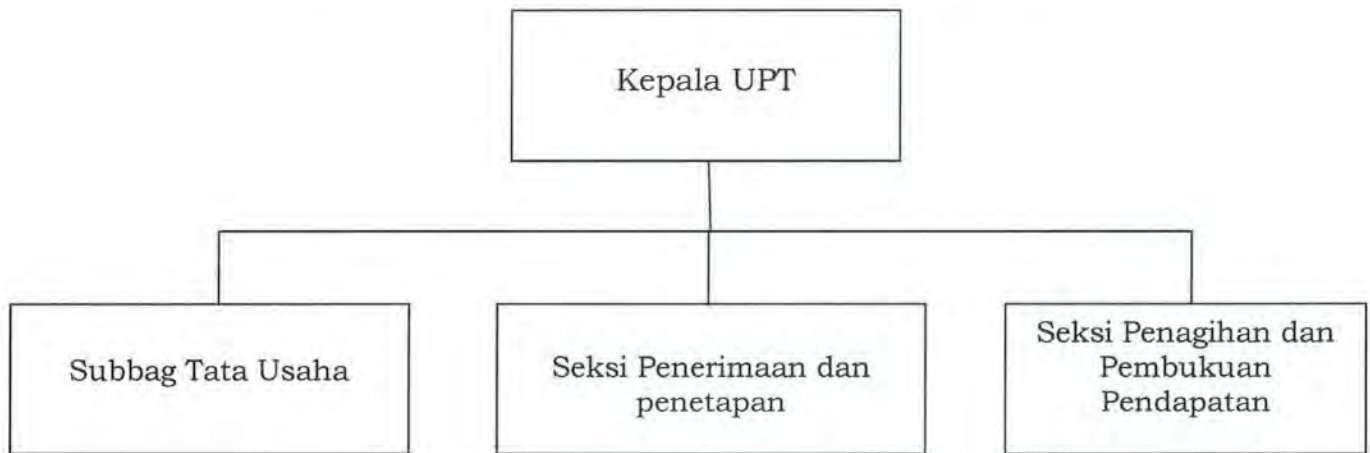 Kepala UPT
Subbag Tata Usaha
Seksi Penerimaan dan
penetapan
Seksi Penagihan dan
Pembukuan
Pendapatan